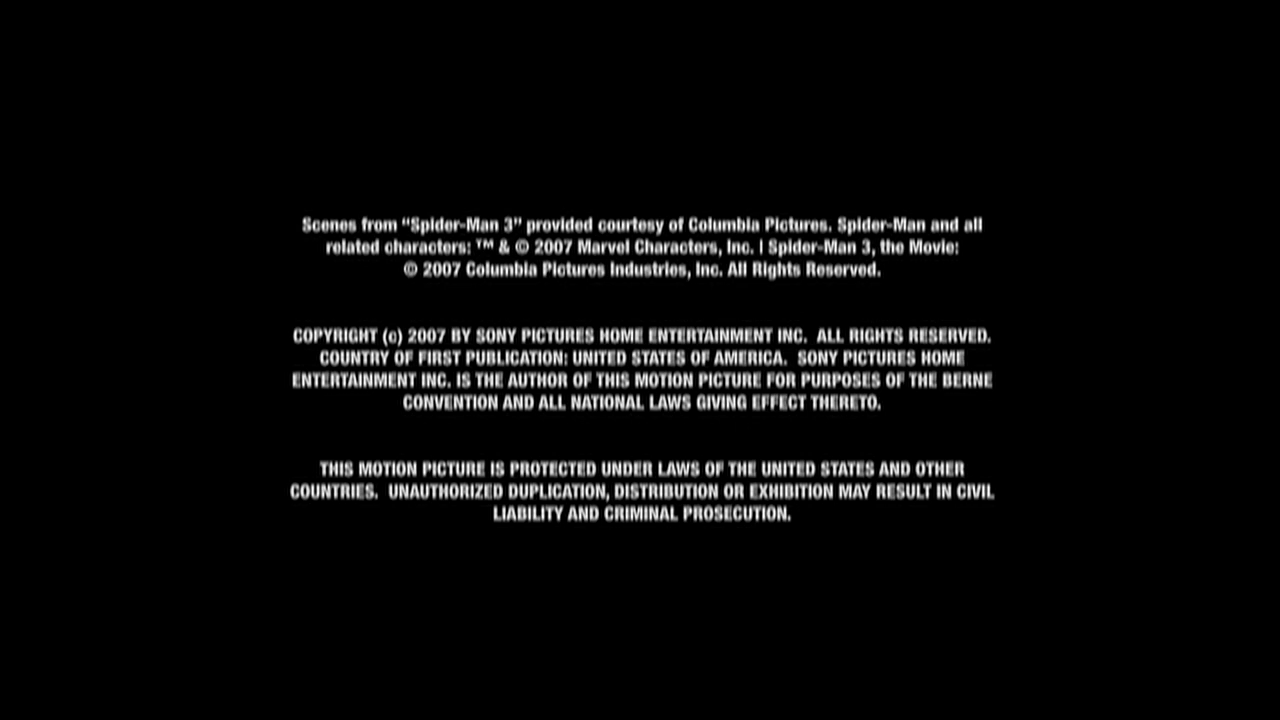 Scenes from “Spider-Man 3” provided courtesy of Columbia Pictures. Spider-Man and all
related characters: ™ & © 2007 Marvel Characters, Inc. | Spider-Man 3, the Movie:
© 2007 Columbia Pictures Industries, Inc. All Rights Reserved.
COPYRIGHT (c) 2007 BY SONY PICTURES HOME ENTERTAINMENT INC.  ALL RIGHTS RESERVED.
COUNTRY OF FIRST PUBLICATION: UNITED STATES OF AMERICA.  SONY PICTURES HOME
ENTERTAINMENT INC. IS THE AUTHOR OF THIS MOTION PICTURE FOR PURPOSES OF THE BERNE
CONVENTION AND ALL NATIONAL LAWS GIVING EFFECT THERETO.
THIS MOTION PICTURE IS PROTECTED UNDER LAWS OF THE UNITED STATES AND OTHER
COUNTRIES.  UNAUTHORIZED DUPLICATION, DISTRIBUTION OR EXHIBITION MAY RESULT IN CIVIL
LIABILITY AND CRIMINAL PROSECUTION.